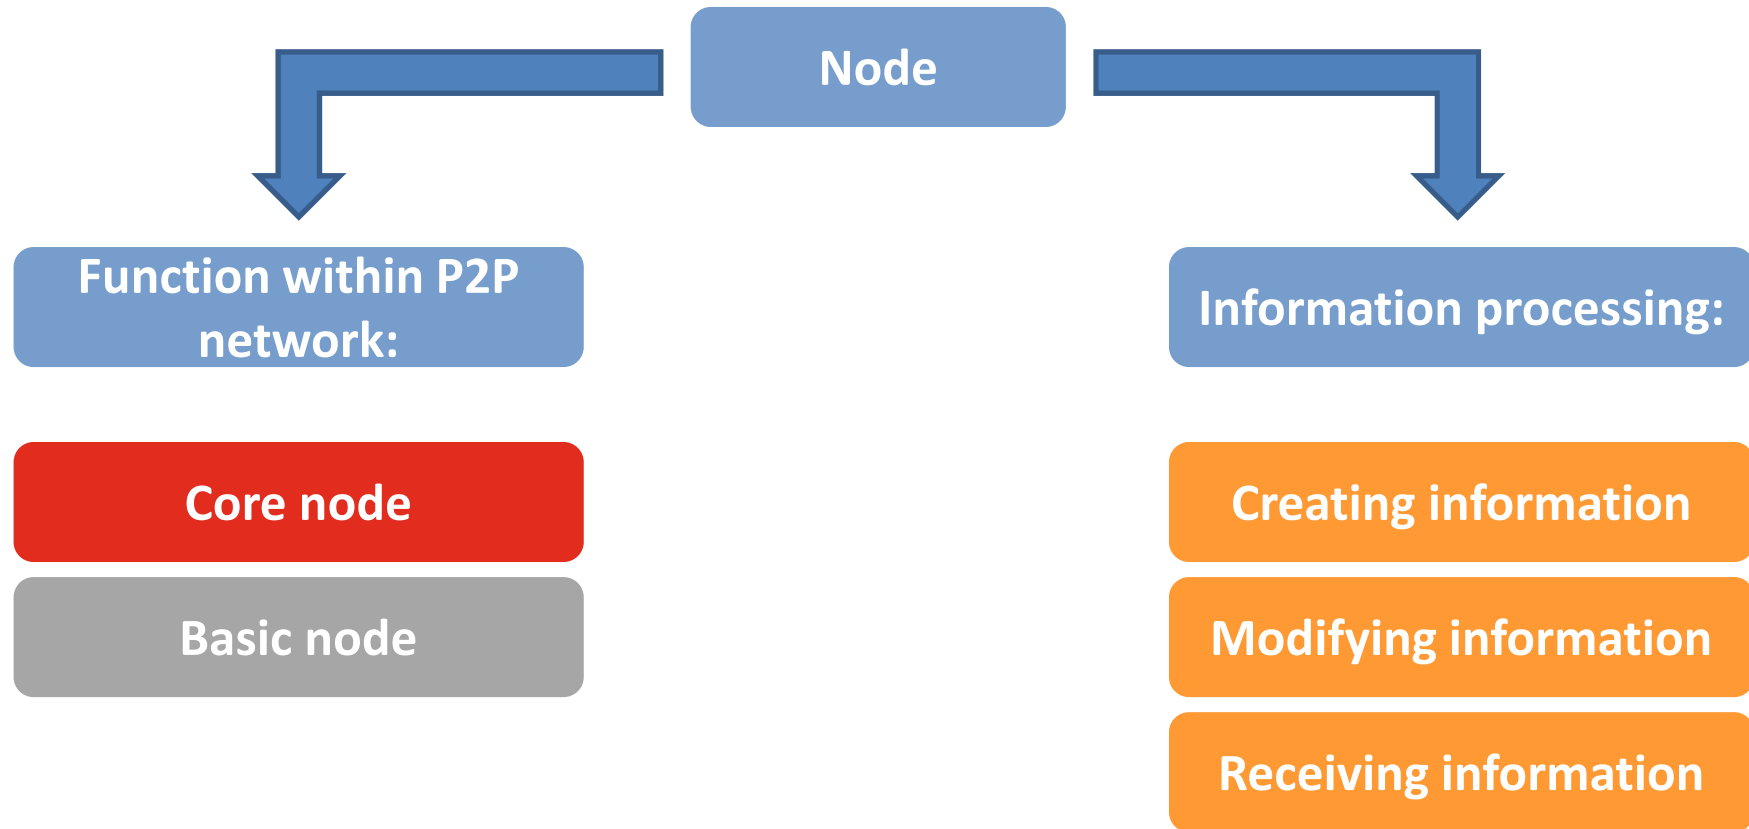 Node
Function within P2P
network:
Core node
Basic node
Information processing:
Creating information
Modifying information
Receiving information